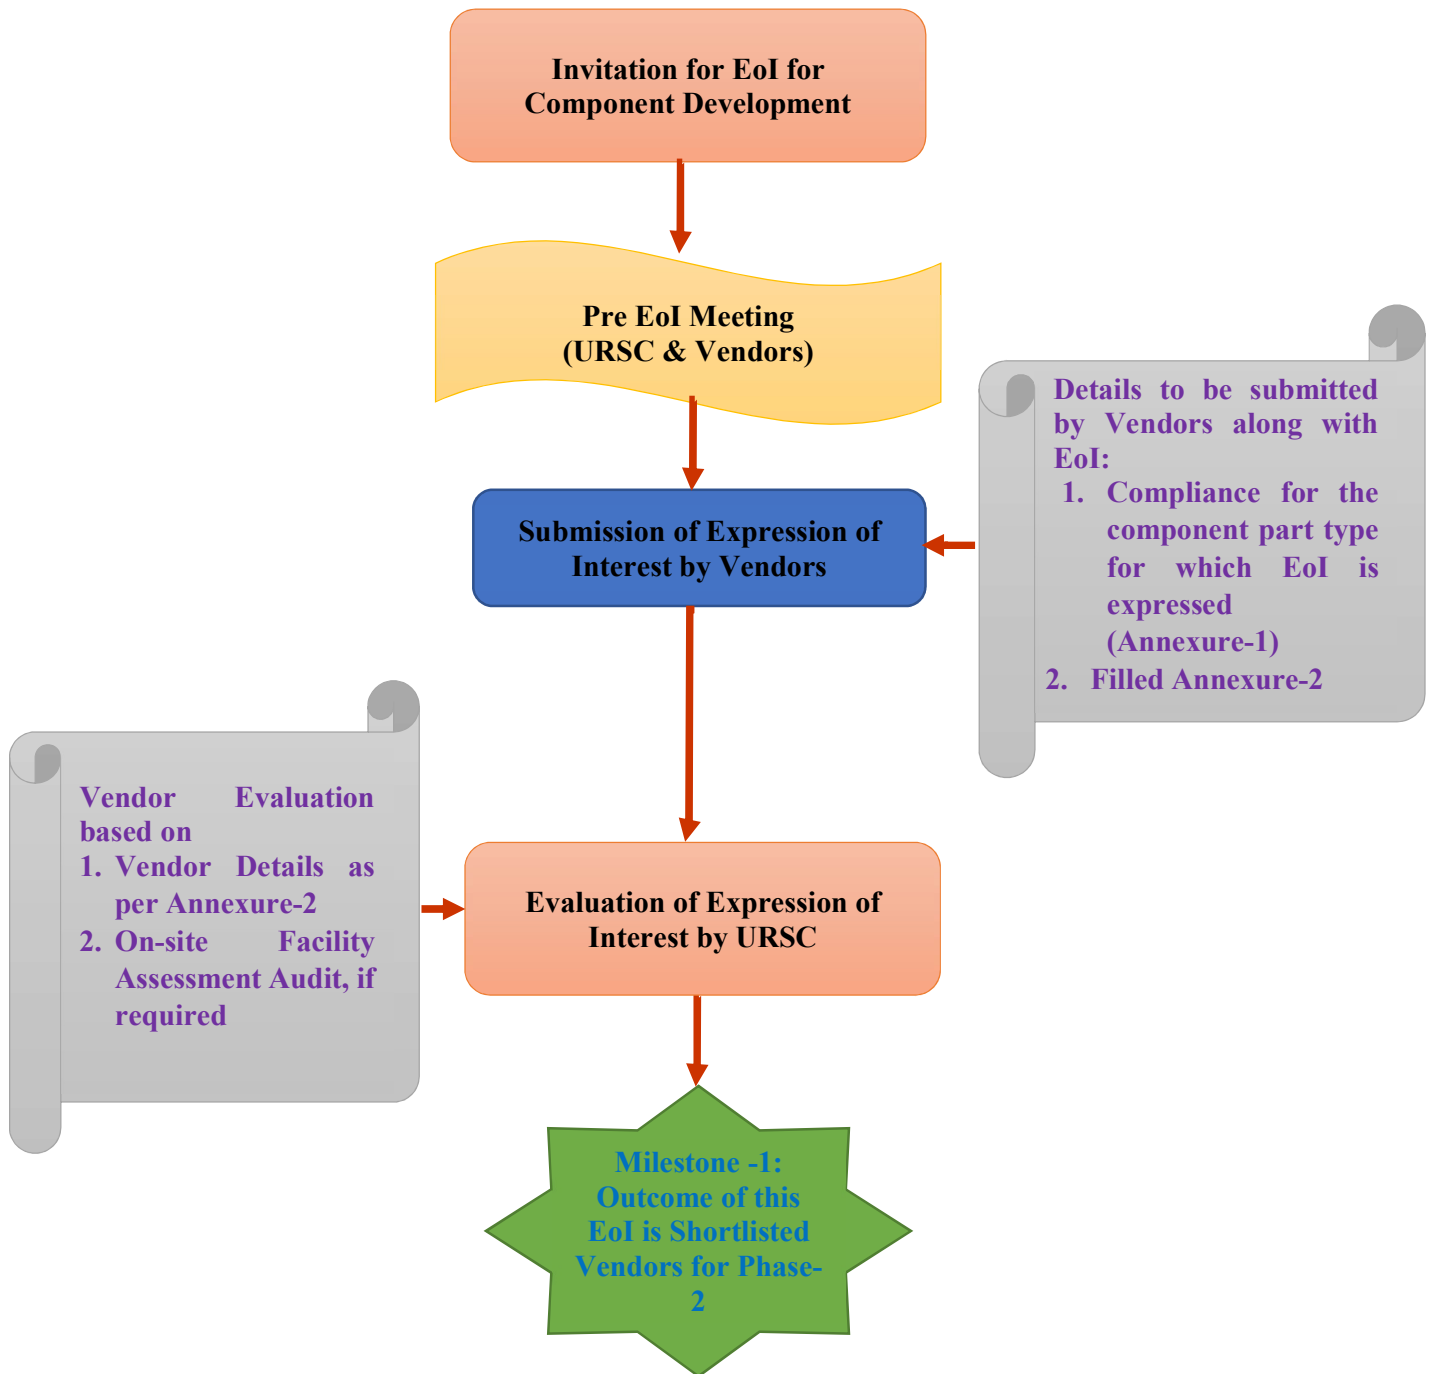 Invitation for EoI for
Component Development
Pre EoI Meeting
(URSC & Vendors)
Details to be submitted
by Vendors along with
EoI:
1. Compliance for the
component part type
for which EoI is
expressed
(Annexure-1)
2. Filled Annexure-2
Submission of Expression of
Interest by Vendors
Vendor Evaluation
based on
1. Vendor Details as
per Annexure-2
2. On-site Facility
Assessment Audit, if
required
Evaluation of Expression of
Interest by URSC
Milestone -1:
Outcome of this
EoI is Shortlisted
Vendors for Phase-
2